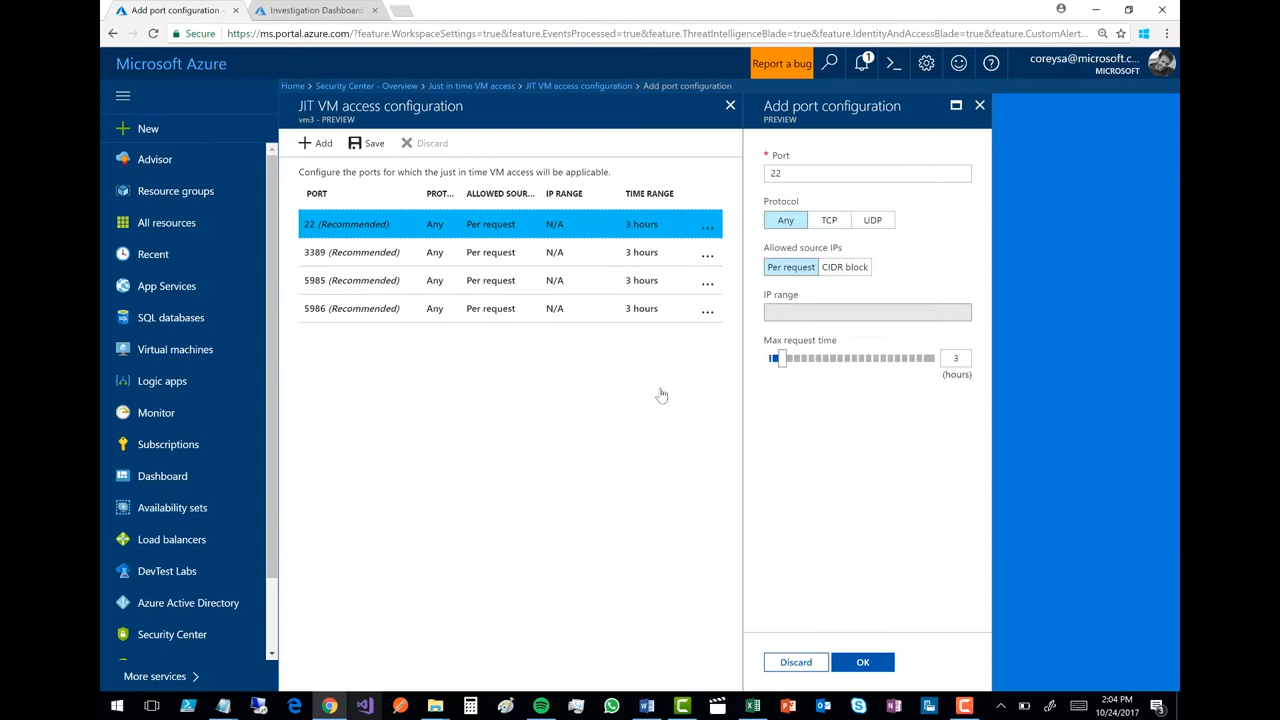 Add port configuration -
Investigation Dashboard
Secure
https://ms.portal.azure.com/?feature.WorkspaceSettings=true&feature.EventsProcessed=true&feature.ThreatIntelligenceBlade=true&feature.IdentityAndAccessBlade=true&feature.CustomAlert...
Microsoft Azure
Report a bug
1
coreysa@microsoft.c...
MICROSOFT
Home
Security Center - Overview
Just in time VM access
JIT VM access configuration
Add port configuration
New
Advisor
Resource groups
All resources
Recent
App Services
SQL databases
Virtual machines
Logic apps
Monitor
Subscriptions
Dashboard
Availability sets
Load balancers
DevTest Labs
Azure Active Directory
Security Center
More services
JIT VM access configuration
vm3 - PREVIEW
Add Save Discard
Configure the ports for which the just in time VM access will be applicable.
PORT PROT... ALLOWED SOUR... IP RANGE TIME RANGE
22 (Recommended) Any Per request N/A 3 hours ...
3389 (Recommended) Any Per request N/A 3 hours ...
5985 (Recommended) Any Per request N/A 3 hours ...
5986 (Recommended) Any Per request N/A 3 hours ...
Add port configuration
PREVIEW
* Port
22
Protocol
Any TCP UDP
Allowed source IPs
Per request CIDR block
IP range
Max request time
3
(hours)
Discard OK
2:04 PM
10/24/2017
3